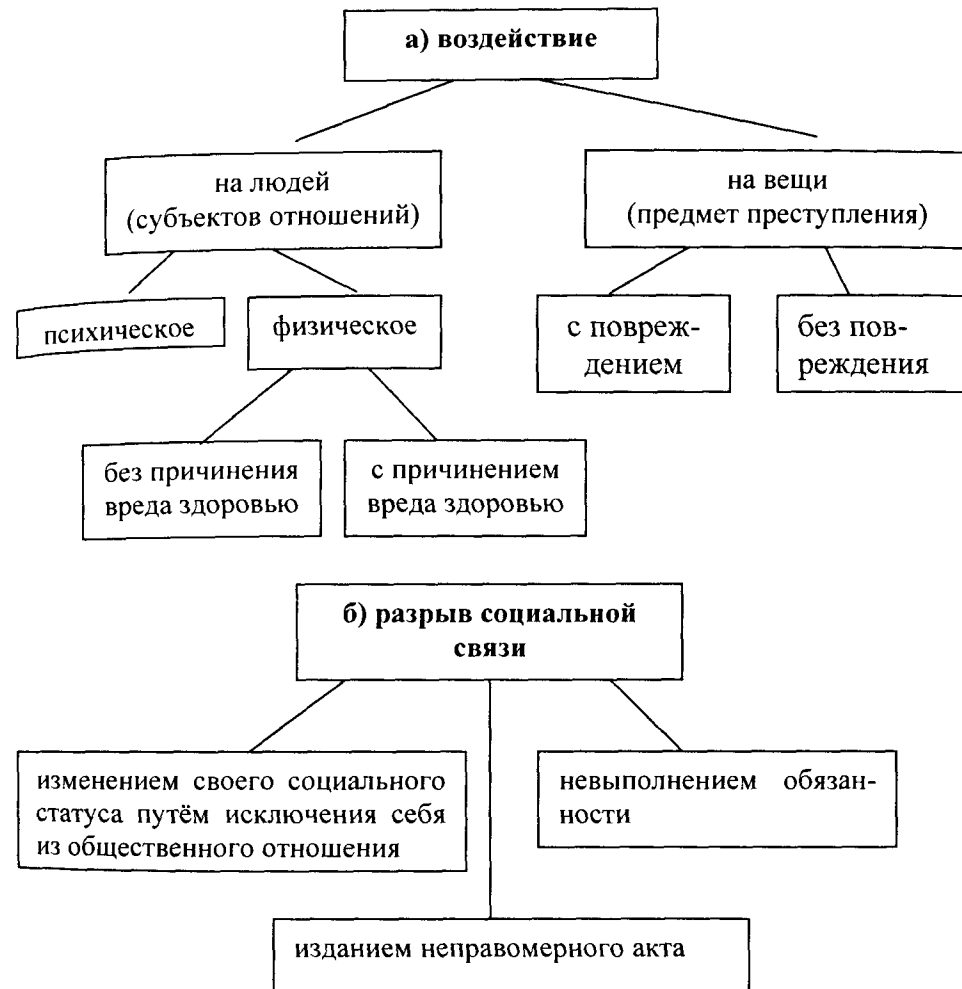 а) воздействие
на людей
(субъектов отношений)
на вещи
(предмет преступления)
психическое
физическое
с повреж-
дением
без пов-
реждения
без причинения
вреда здоровью
с причинением
вреда здоровью
б) разрыв социальной
связи
изменением своего социального
статуса путём исключения себя
из общественного отношения
невыполнением обязан-
ности
изданием неправомерного акта